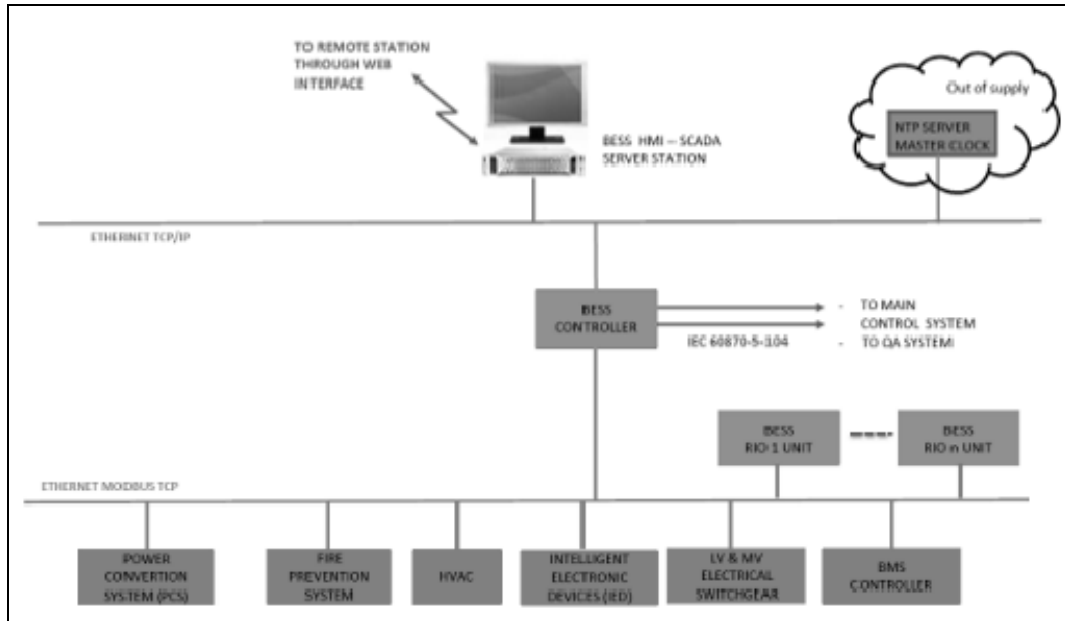 TO REMOTE STATION
THROUGH WEB
INTERFACE
BESS HMI – SCADA
SERVER STATION
Out of supply
NTP SERVER
MASTER CLOCK
ETHERNET TCP/IP
BESS
CONTROLLER
- TO MAIN
CONTROL SYSTEM
IEC 60870-5-104
- TO QA SYSTEM
BESS
RIO 1 UNIT
BESS
RIO n UNIT
ETHERNET MODBUS TCP
POWER
CONVERTION
SYSTEM (PCS)
FIRE
PREVENTION
SYSTEM
HVAC
INTELLIGENT
ELECTRONIC
DEVICES (IED)
LV & MV
ELECTRICAL
SWITCHGEAR
BMS
CONTROLLER